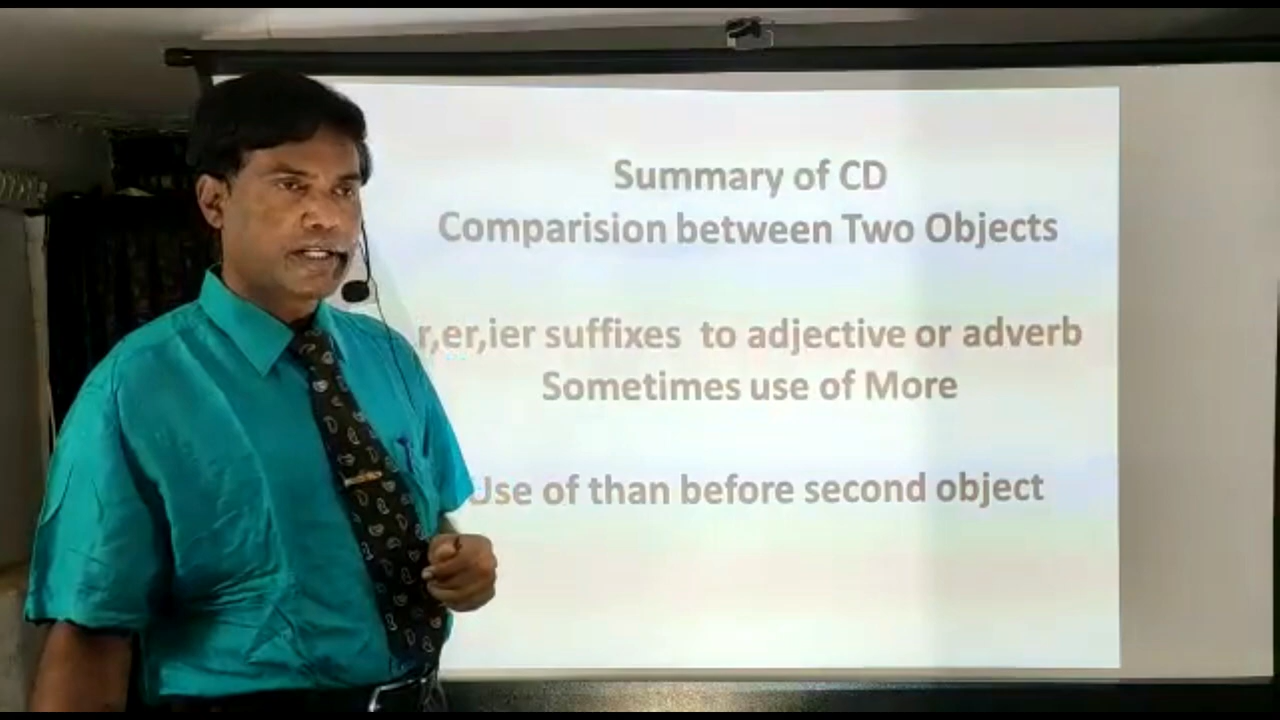 Summary of CD
Comparision between Two Objects
r,er,ier suffixes to adjective or adverb
Sometimes use of More
Use of than before second object